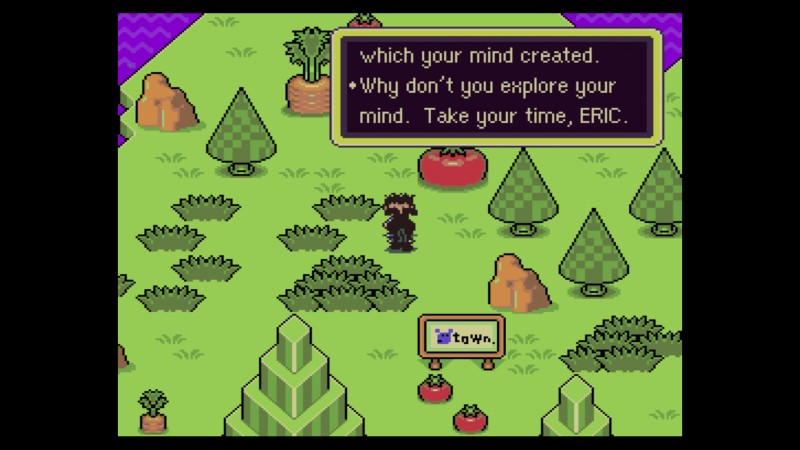 which your mind created.
•Why don't you explore your
mind. Take your time, ERIC.
town.